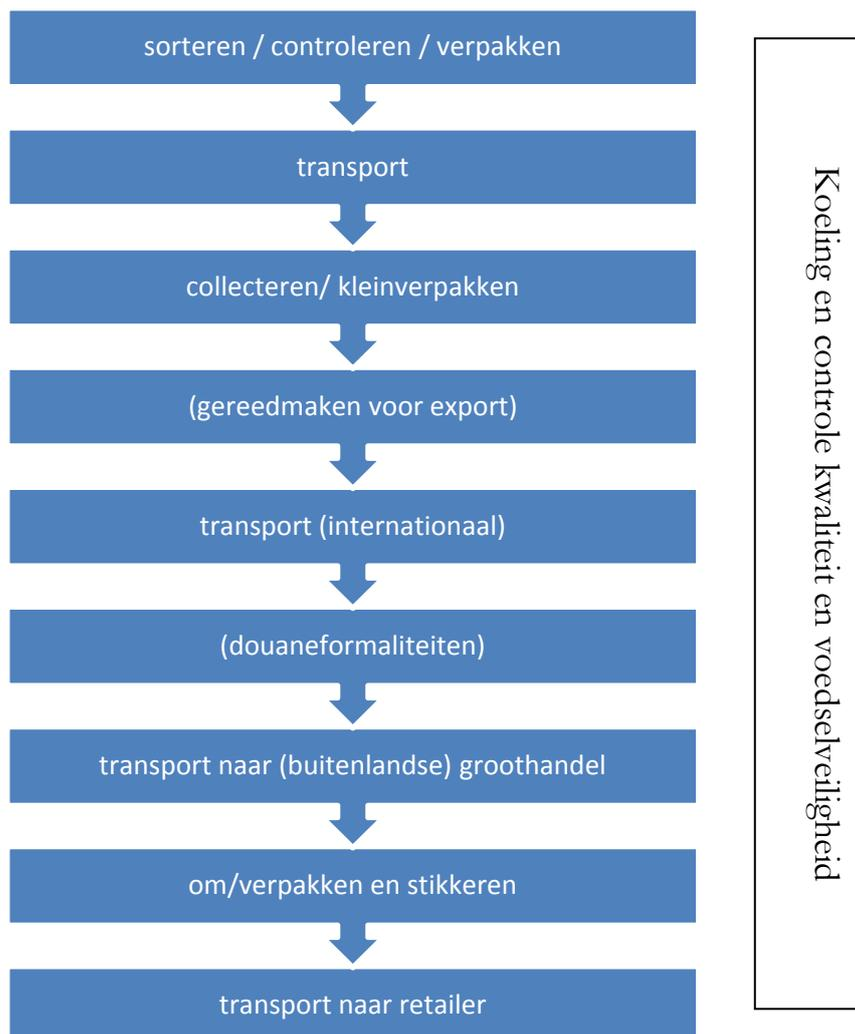 sorteren / controleren / verpakken
transport
collecteren/ kleinverpakken
(gereedmaken voor export)
transport (internationaal)
(douaneformaliteiten)
transport naar (buitenlandse) groothandel
om/verpakken en stikkeren
transport naar retailer
Koeling en controle kwaliteit en voedselveiligheid